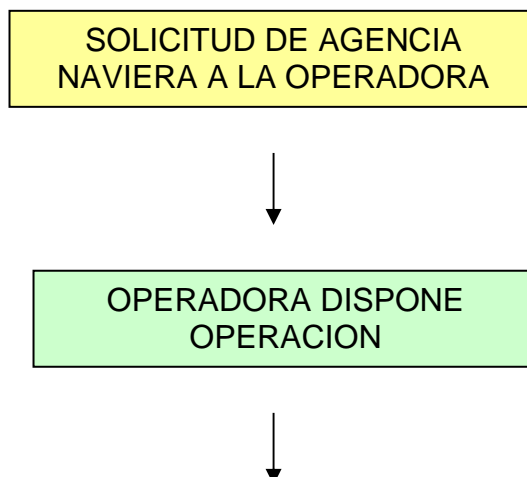 SOLICITUD DE AGENCIA
NAVIERA A LA OPERADORA
OPERADORA DISPONE
OPERACION